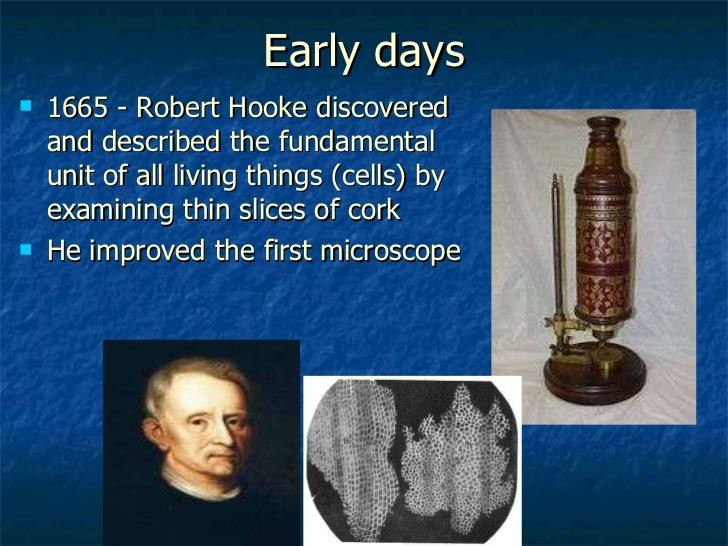 Early days
1665 - Robert Hooke discovered
and described the fundamental
unit of all living things (cells) by
examining thin slices of cork
He improved the first microscope